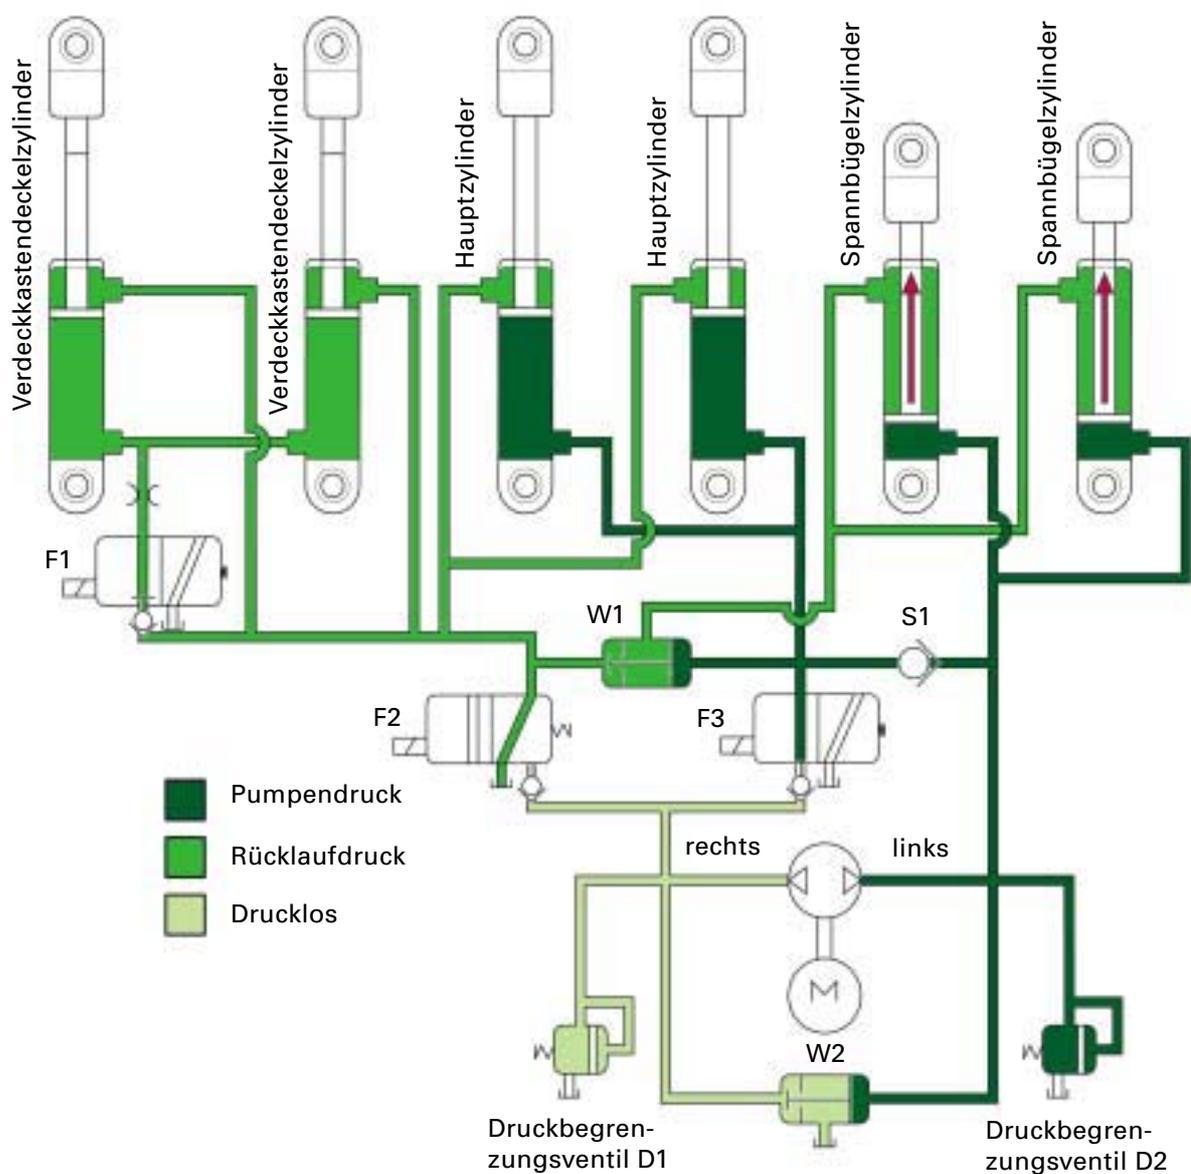 Verdeckkastendeckelzylinder
Verdeckkastendeckelzylinder
Hauptzylinder
Hauptzylinder
Spannbügelzylinder
Spannbügelzylinder
F1
W1
S1
F2
F3
Pumpendruck
Rücklaufdruck
Drucklos
rechts
links
M
W2
Druckbegren-
zungsventil D1
Druckbegren-
zungsventil D2